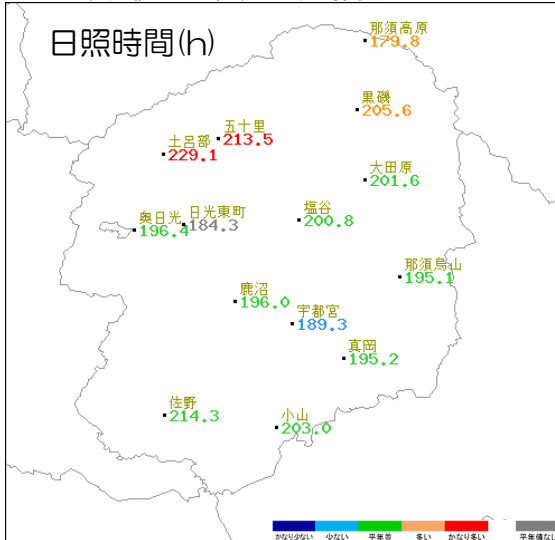 日照時間(h)
那須高原
179.8
黒磯
205.6
五十里
213.5
土呂部
229.1
大田原
201.6
塩谷
200.8
日光東町
184.3
奥日光
196.4
那須烏山
195.1
鹿沼
196.0
宇都宮
189.3
真岡
195.2
佐野
214.3
小山
203.0
かなり少ない 少ない 平年並 多い かなり多い 平年値ない